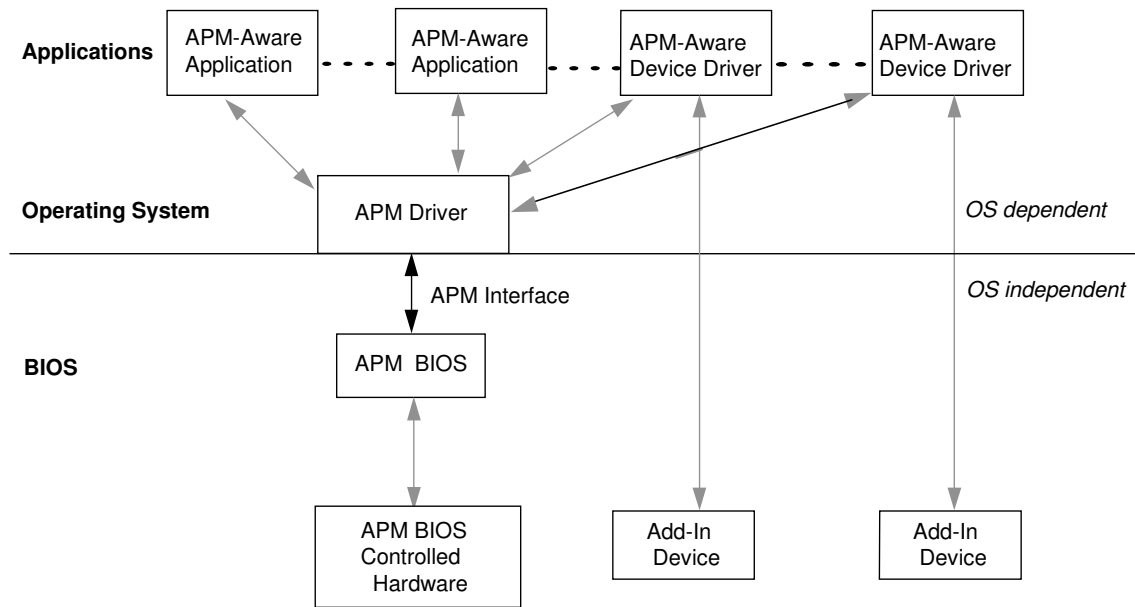 Applications
APM-Aware
Application
APM-Aware
Application
APM-Aware
Device Driver
APM-Aware
Device Driver
Operating System
APM Driver
OS dependent
APM Interface
OS independent
BIOS
APM BIOS
APM BIOS
Controlled
Hardware
Add-In
Device
Add-In
Device